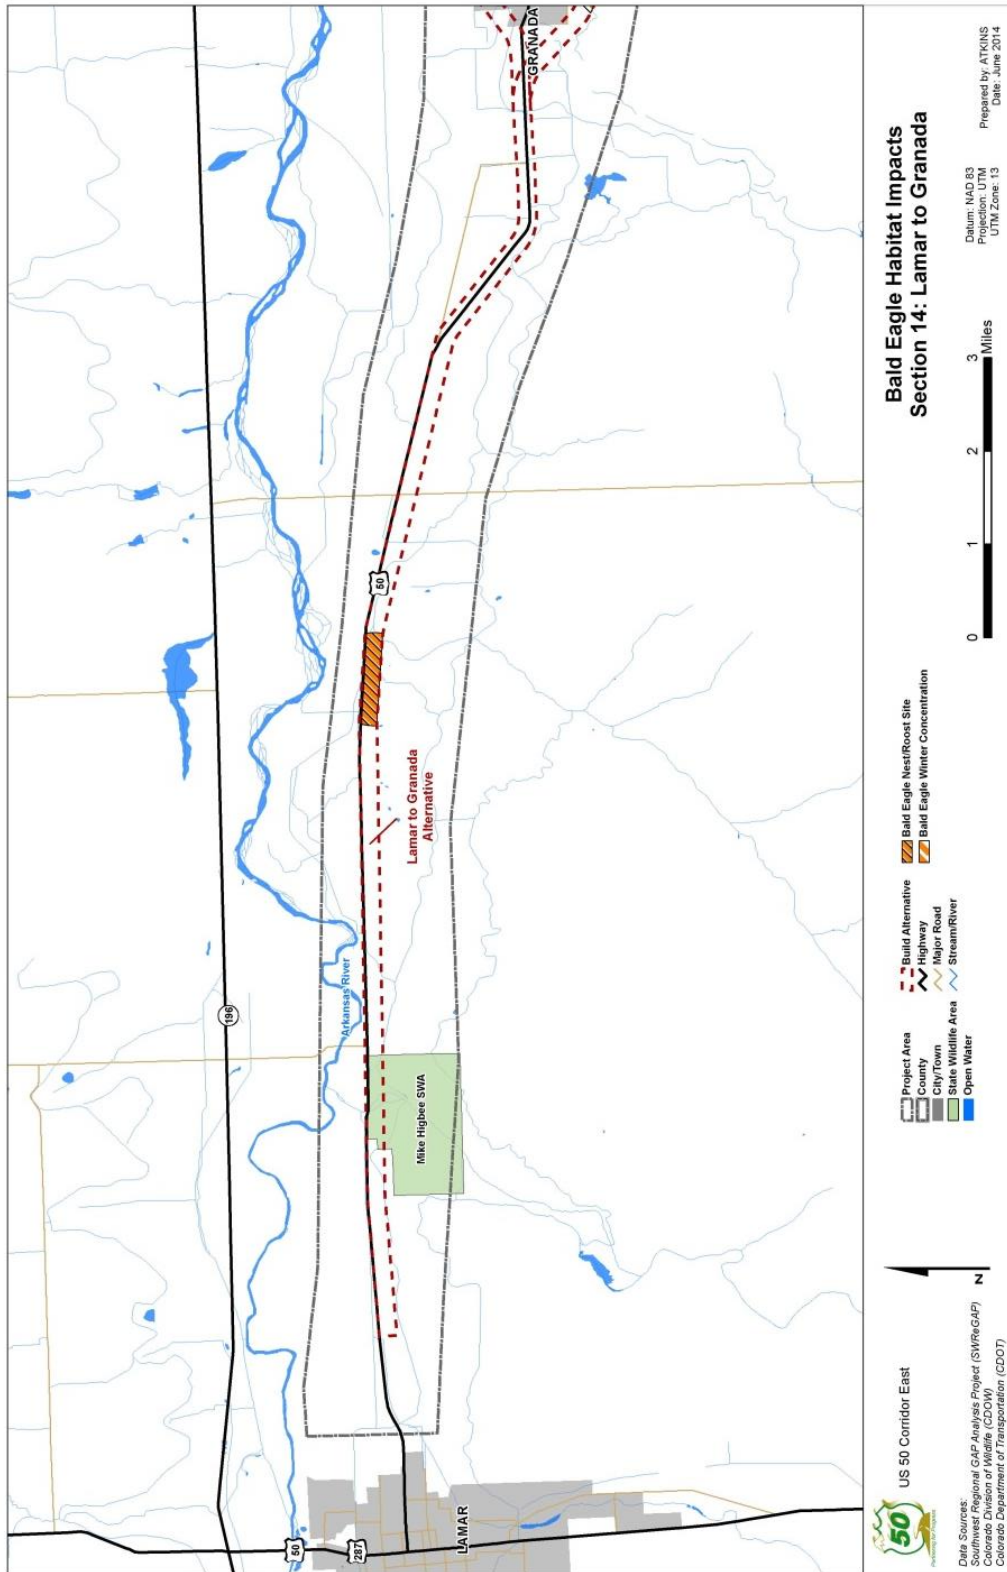 GRANADA
50
196
Arkansas River
Lamar to Granada
Alternative
Mike Higbee SWA
50
287
LAMAR
50
Partnering for Progress
US 50 Corridor East
Data Sources:
Southwest Regional GAP Analysis Project (SWReGAP)
Colorado Division of Wildlife (CDOW)
Colorado Department of Transportation (CDOT)
N
Project Area
County
City/Town
State Wildlife Area
Open Water
Build Alternative
Highway
Major Road
Stream/River
Bald Eagle Nest/Roost Site
Bald Eagle Winter Concentration
0 1 2 3 Miles
Bald Eagle Habitat Impacts
Section 14: Lamar to Granada
Datum: NAD 83
Projection: UTM
UTM Zone: 13
Prepared by: ATKINS
Date: June 2014